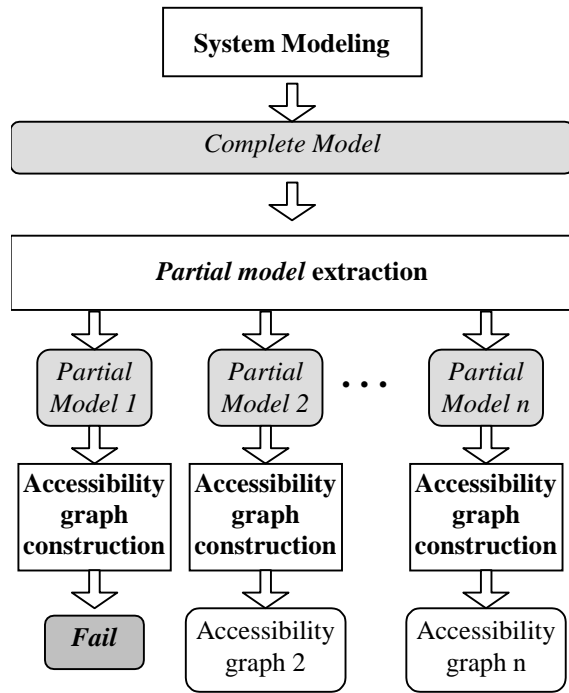 System Modeling
Complete Model
Partial model extraction
Partial
Model 1
Partial
Model 2
. . .
Partial
Model n
Accessibility
graph
construction
Accessibility
graph
construction
Accessibility
graph
construction
Fail
Accessibility
graph 2
Accessibility
graph n